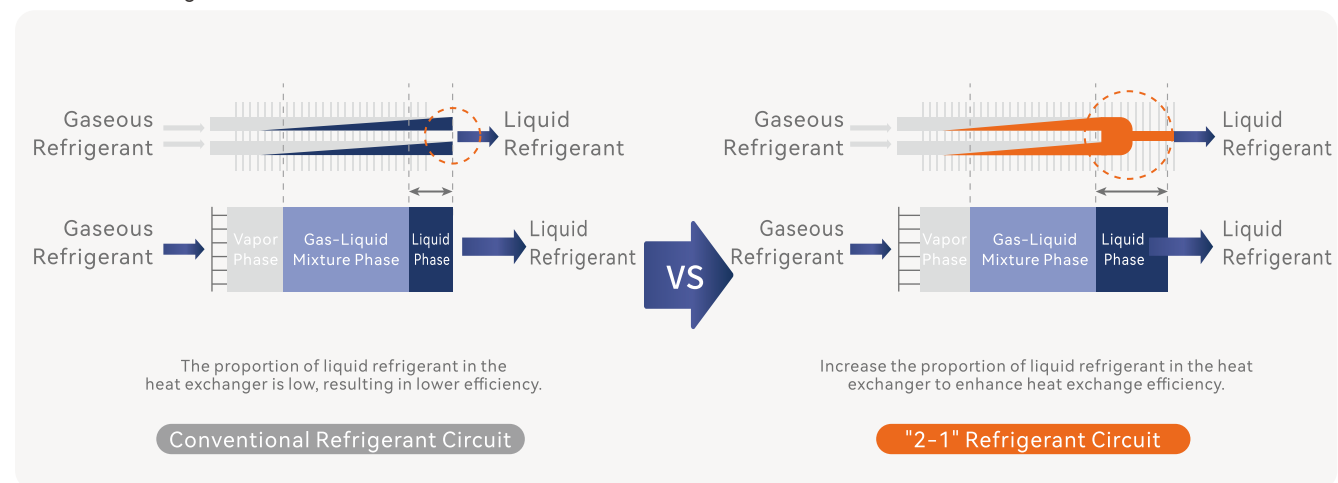 Gaseous
Refrigerant
Liquid
Refrigerant
Gaseous
Refrigerant
Vapor
Phase
Gas-Liquid
Mixture Phase
Liquid
Phase
Liquid
Refrigerant
The proportion of liquid refrigerant in the
heat exchanger is low, resulting in lower efficiency.
Conventional Refrigerant Circuit
VS
Gaseous
Refrigerant
Liquid
Refrigerant
Gaseous
Refrigerant
Vapor
Phase
Gas-Liquid
Mixture Phase
Liquid
Phase
Liquid
Refrigerant
Increase the proportion of liquid refrigerant in the heat
exchanger to enhance heat exchange efficiency.
"2-1" Refrigerant Circuit